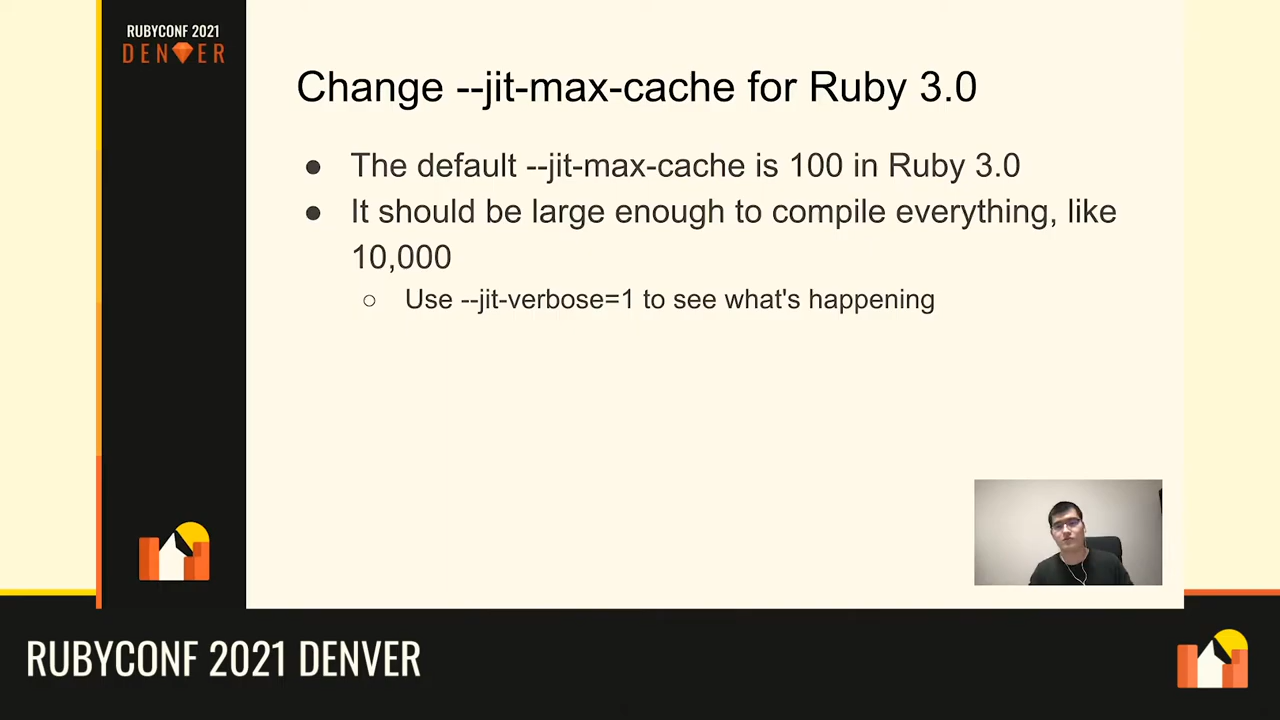 RUBYCONF 2021
DENVER
Change --jit-max-cache for Ruby 3.0
● The default --jit-max-cache is 100 in Ruby 3.0
● It should be large enough to compile everything, like
10,000
○ Use --jit-verbose=1 to see what's happening
RUBYCONF 2021 DENVER